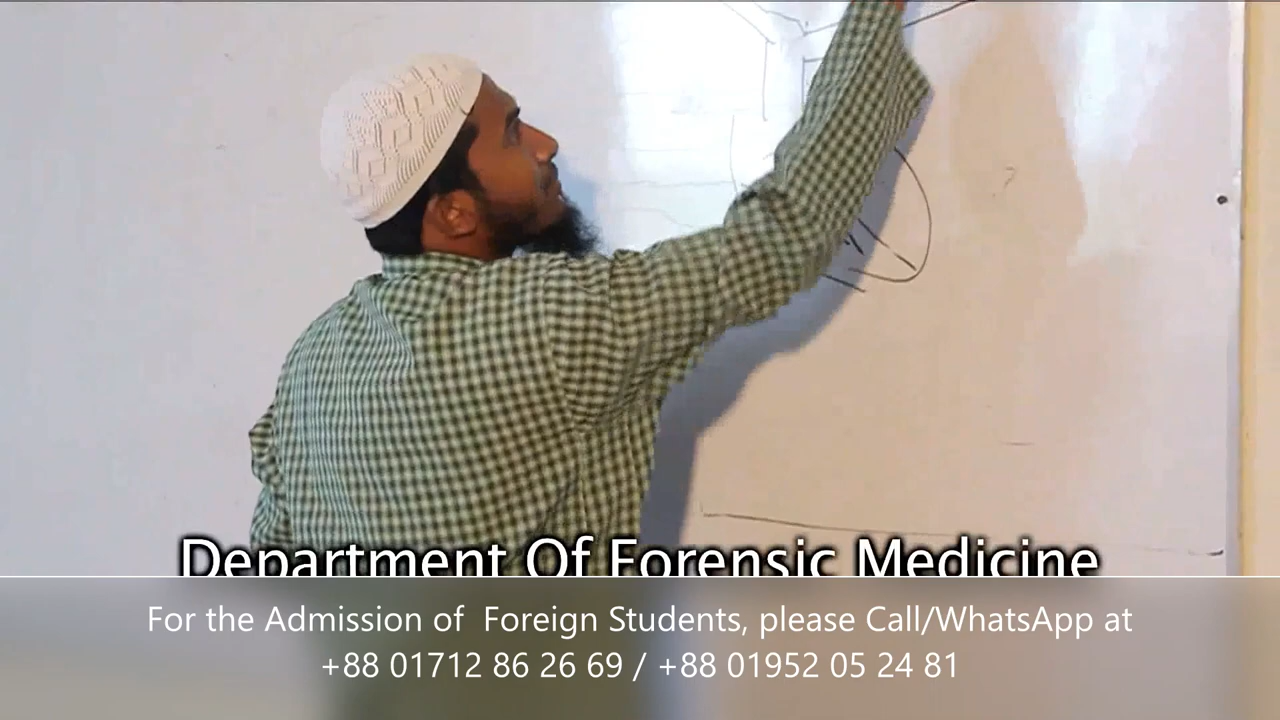 Department Of Forensic Medicine
For the Admission of  Foreign Students, please Call/WhatsApp at
+88 01712 86 26 69 / +88 01952 05 24 81